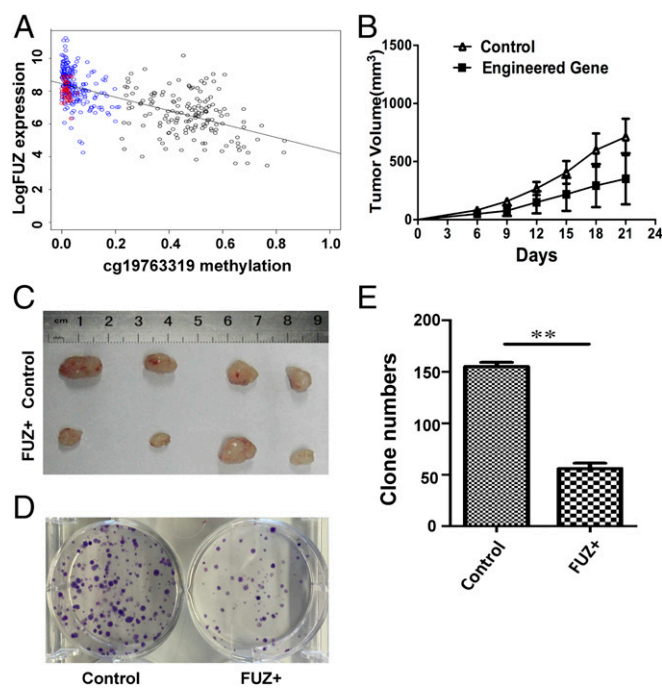 A
LogFUZ expression
0 2 4 6 8 10
0.0 0.2 0.4 0.6 0.8 1.0
cg19763319 methylation
B
Tumor Volume(mm3)
1500
1000
500
0
Control
Engineered Gene
0 3 6 9 12 15 18 21 24
Days
C
cm 1 2 3 4 5 6 7 8 9
Control
FUZ+
D
Control FUZ+
E
Clone numbers
200
150
100
50
0
**
Control
FUZ+